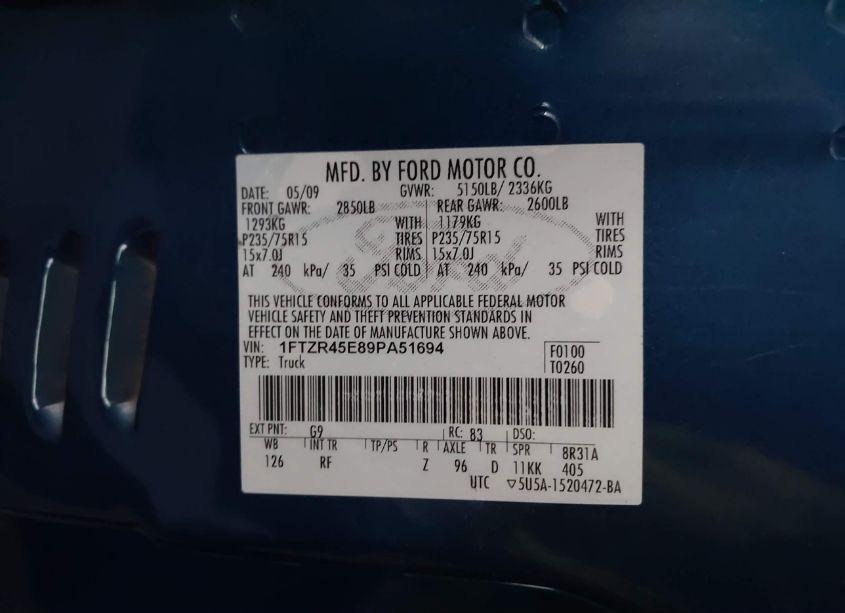 MFD. BY FORD MOTOR CO.
DATE: 05/09 GVWR: 5150LB/ 2336KG
FRONT GAWR: 2850LB REAR GAWR: 2600LB
1293KG WITH 1179KG WITH
P235/75R15 TIRES P235/75R15 TIRES
15x7.0J RIMS 15x7.0J RIMS
AT 240 kPa/ 35 PSI COLD AT 240 kPa/ 35 PSI COLD
Ford
THIS VEHICLE CONFORMS TO ALL APPLICABLE FEDERAL MOTOR
VEHICLE SAFETY AND THEFT PREVENTION STANDARDS IN
EFFECT ON THE DATE OF MANUFACTURE SHOWN ABOVE.
VIN: 1FTZR45E89PA51694
TYPE: Truck
F0100
T0260
EXT PNT: G9 RC: 83 DSO:
WB INT TR TP/PS R AXLE TR SPR 8R31A
126 RF Z 96 D 11KK 405
UTC ▽5U5A-1520472-BA